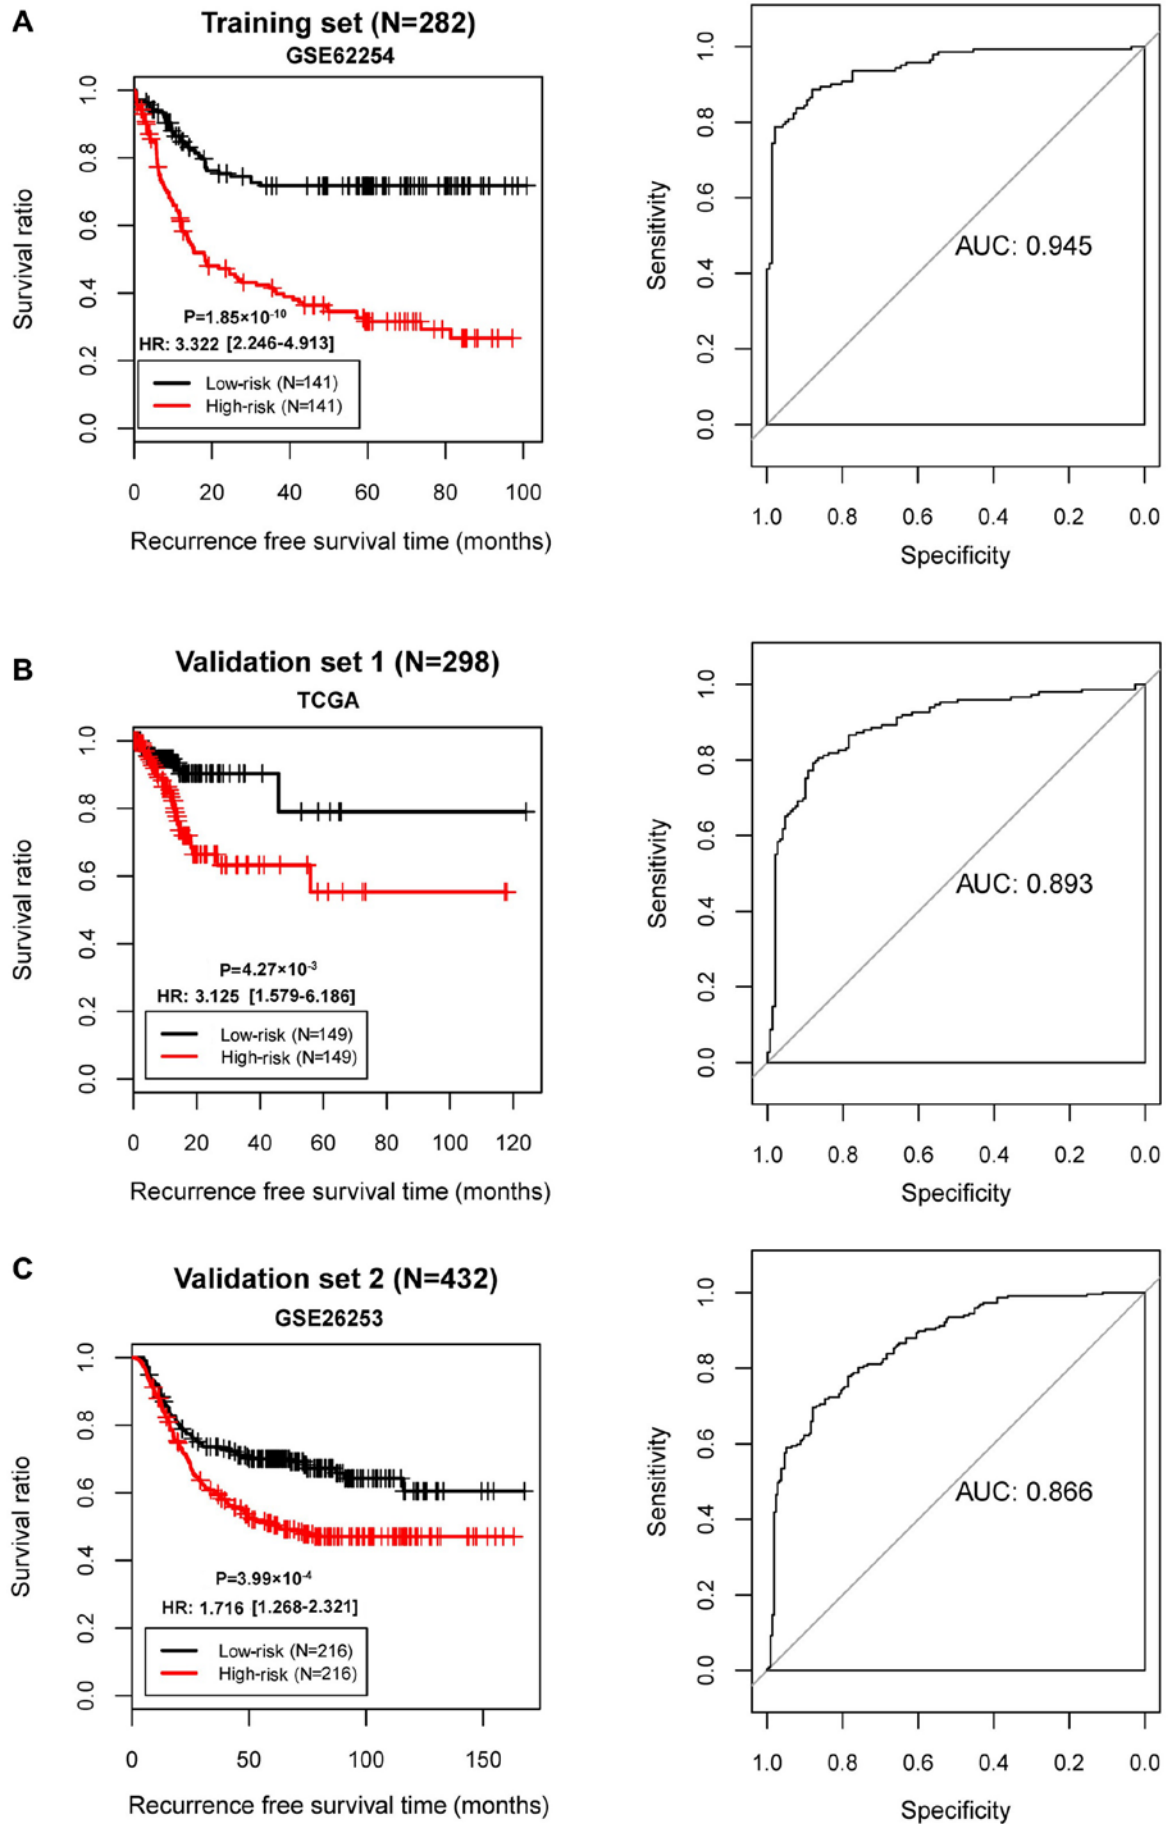 A
Training set (N=282)
GSE62254
1.0
0.8
0.6
0.4
0.2
0.0
Survival ratio
P=1.85×10⁻¹⁰
HR: 3.322 [2.246-4.913]
Low-risk (N=141)
High-risk (N=141)
0 20 40 60 80 100
Recurrence free survival time (months)
1.0
0.8
0.6
0.4
0.2
0.0
Sensitivity
AUC: 0.945
1.0 0.8 0.6 0.4 0.2 0.0
Specificity
B
Validation set 1 (N=298)
TCGA
1.0
0.8
0.6
0.4
0.2
0.0
Survival ratio
P=4.27×10⁻³
HR: 3.125 [1.579-6.186]
Low-risk (N=149)
High-risk (N=149)
0 20 40 60 80 100 120
Recurrence free survival time (months)
1.0
0.8
0.6
0.4
0.2
0.0
Sensitivity
AUC: 0.893
1.0 0.8 0.6 0.4 0.2 0.0
Specificity
C
Validation set 2 (N=432)
GSE26253
1.0
0.8
0.6
0.4
0.2
0.0
Survival ratio
P=3.99×10⁻⁴
HR: 1.716 [1.268-2.321]
Low-risk (N=216)
High-risk (N=216)
0 50 100 150
Recurrence free survival time (months)
1.0
0.8
0.6
0.4
0.2
0.0
Sensitivity
AUC: 0.866
1.0 0.8 0.6 0.4 0.2 0.0
Specificity